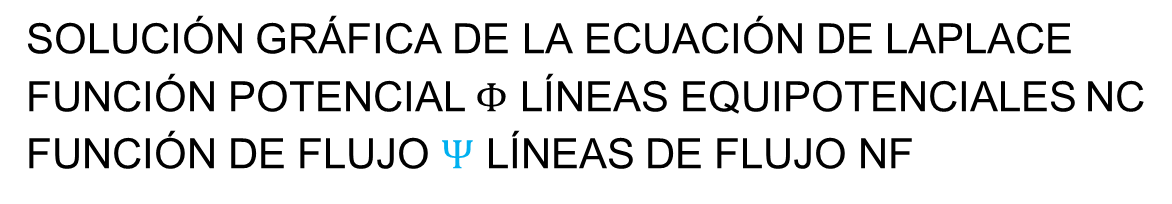 SOLUCIÓN GRÁFICA DE LA ECUACIÓN DE LAPLACE
FUNCIÓN POTENCIAL Φ LÍNEAS EQUIPOTENCIALES NC
FUNCIÓN DE FLUJO Ψ LÍNEAS DE FLUJO NF